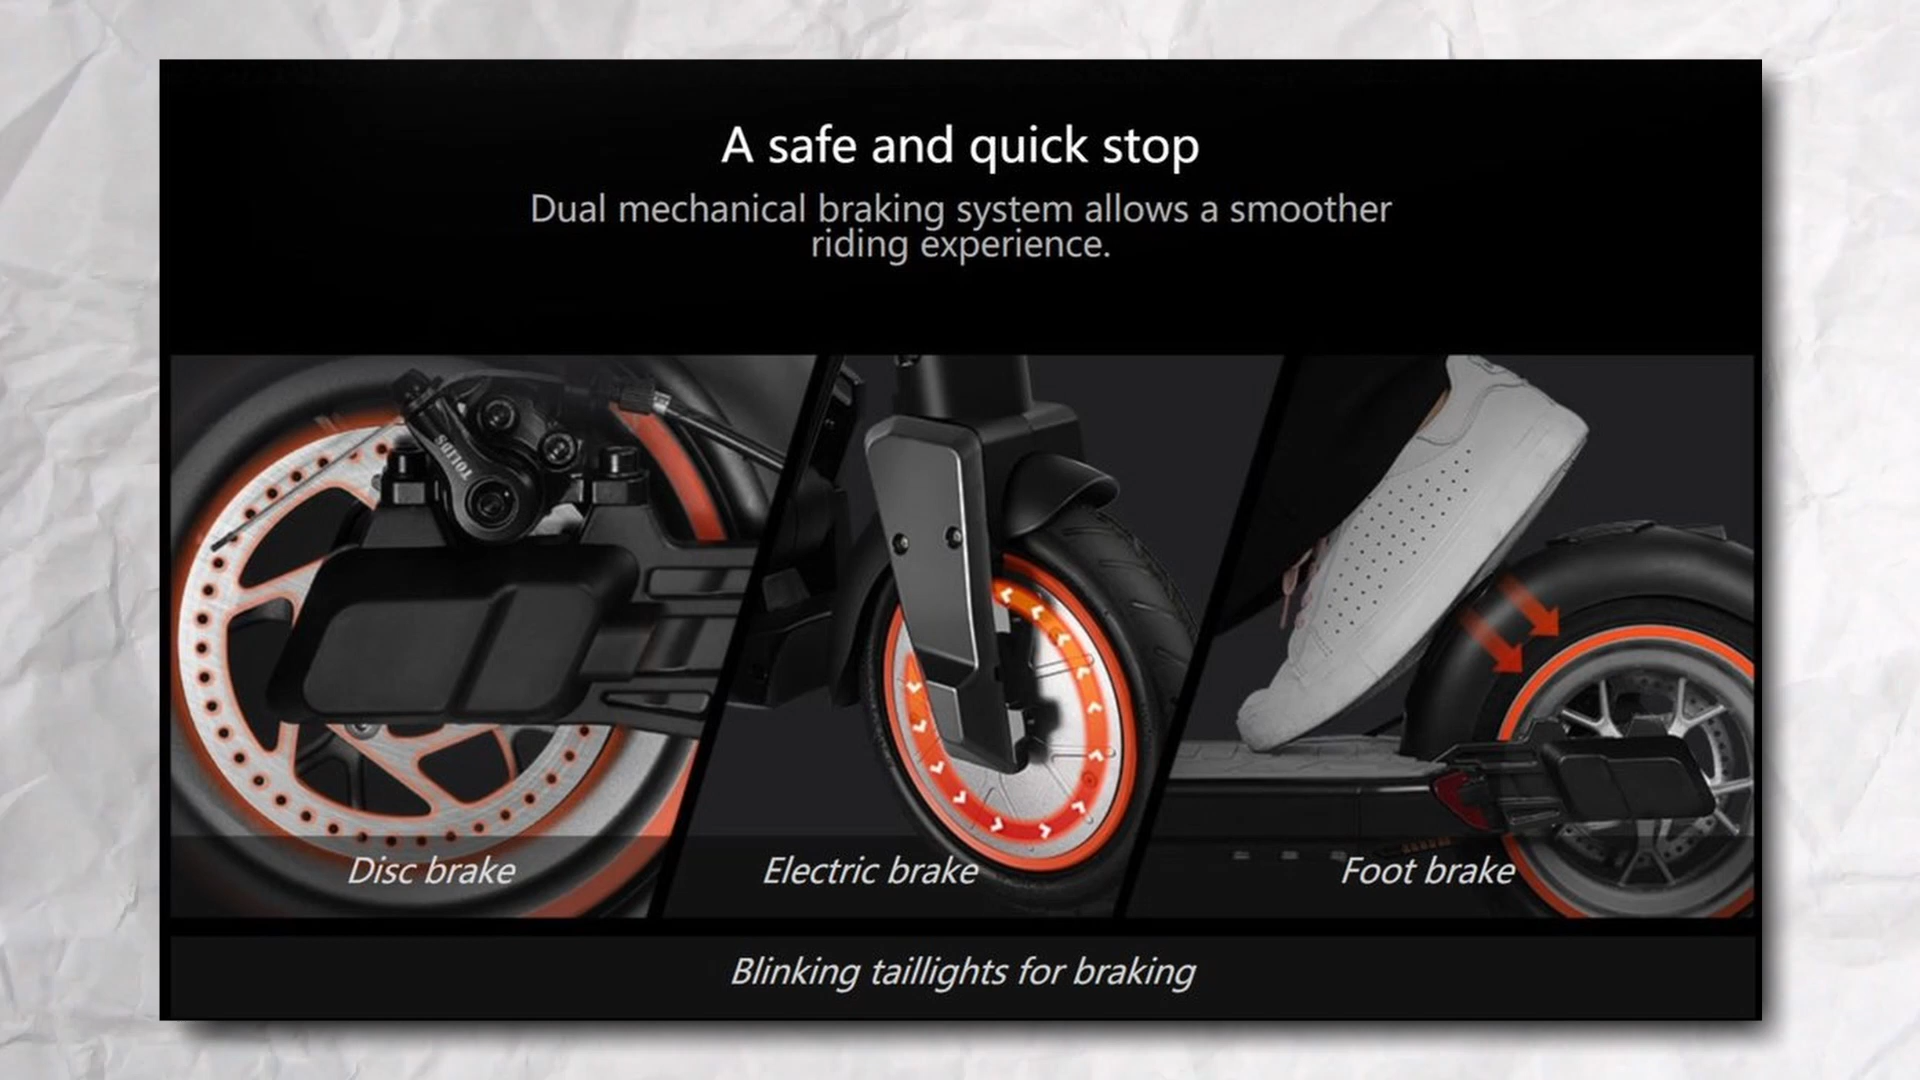 A safe and quick stop
Dual mechanical braking system allows a smoother
riding experience.
TOLIDS
Disc brake
Electric brake
Foot brake
Blinking taillights for braking